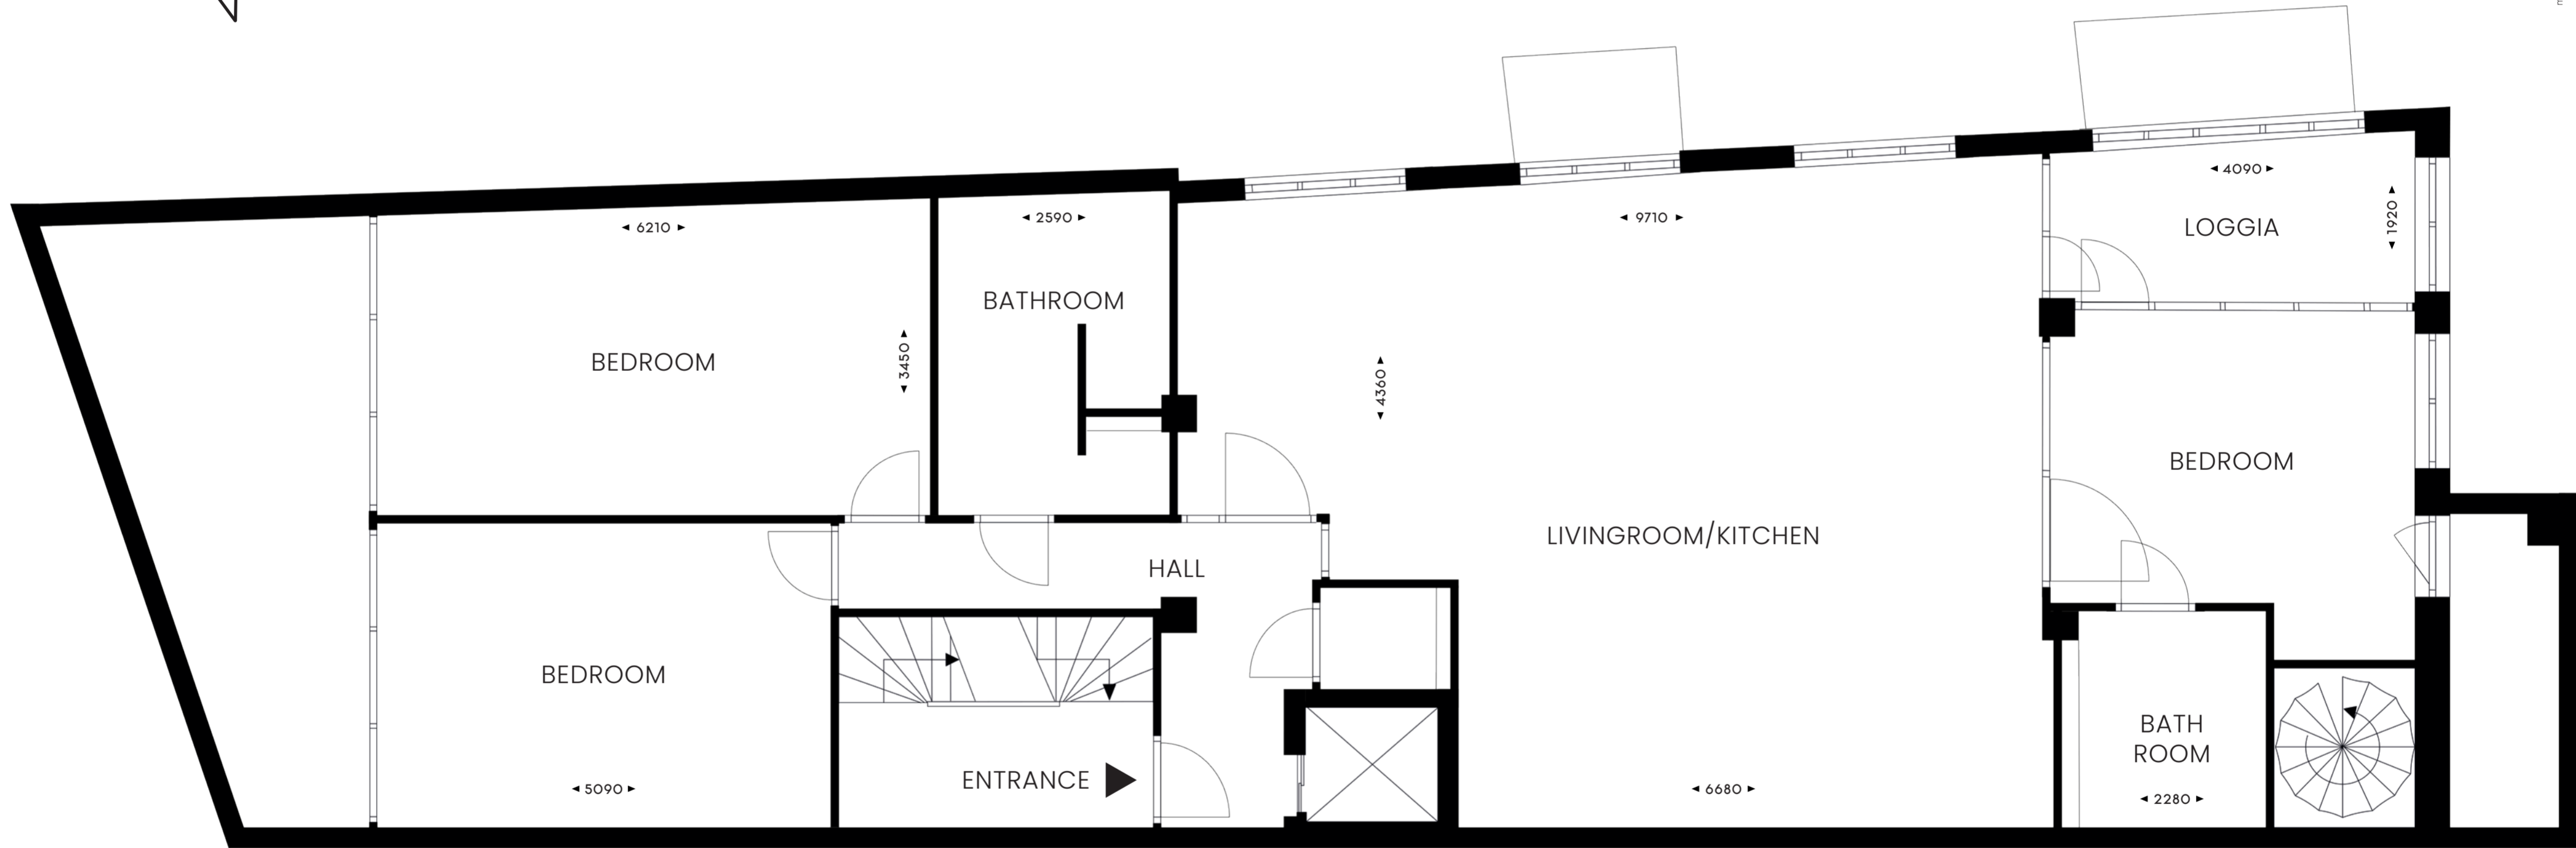 E
4090
1920
LOGGIA
6210
2590
9710
BATHROOM
BEDROOM
3450
4360
BEDROOM
LIVINGROOM/KITCHEN
HALL
BEDROOM
BATH
ROOM
ENTRANCE
5090
6680
2280